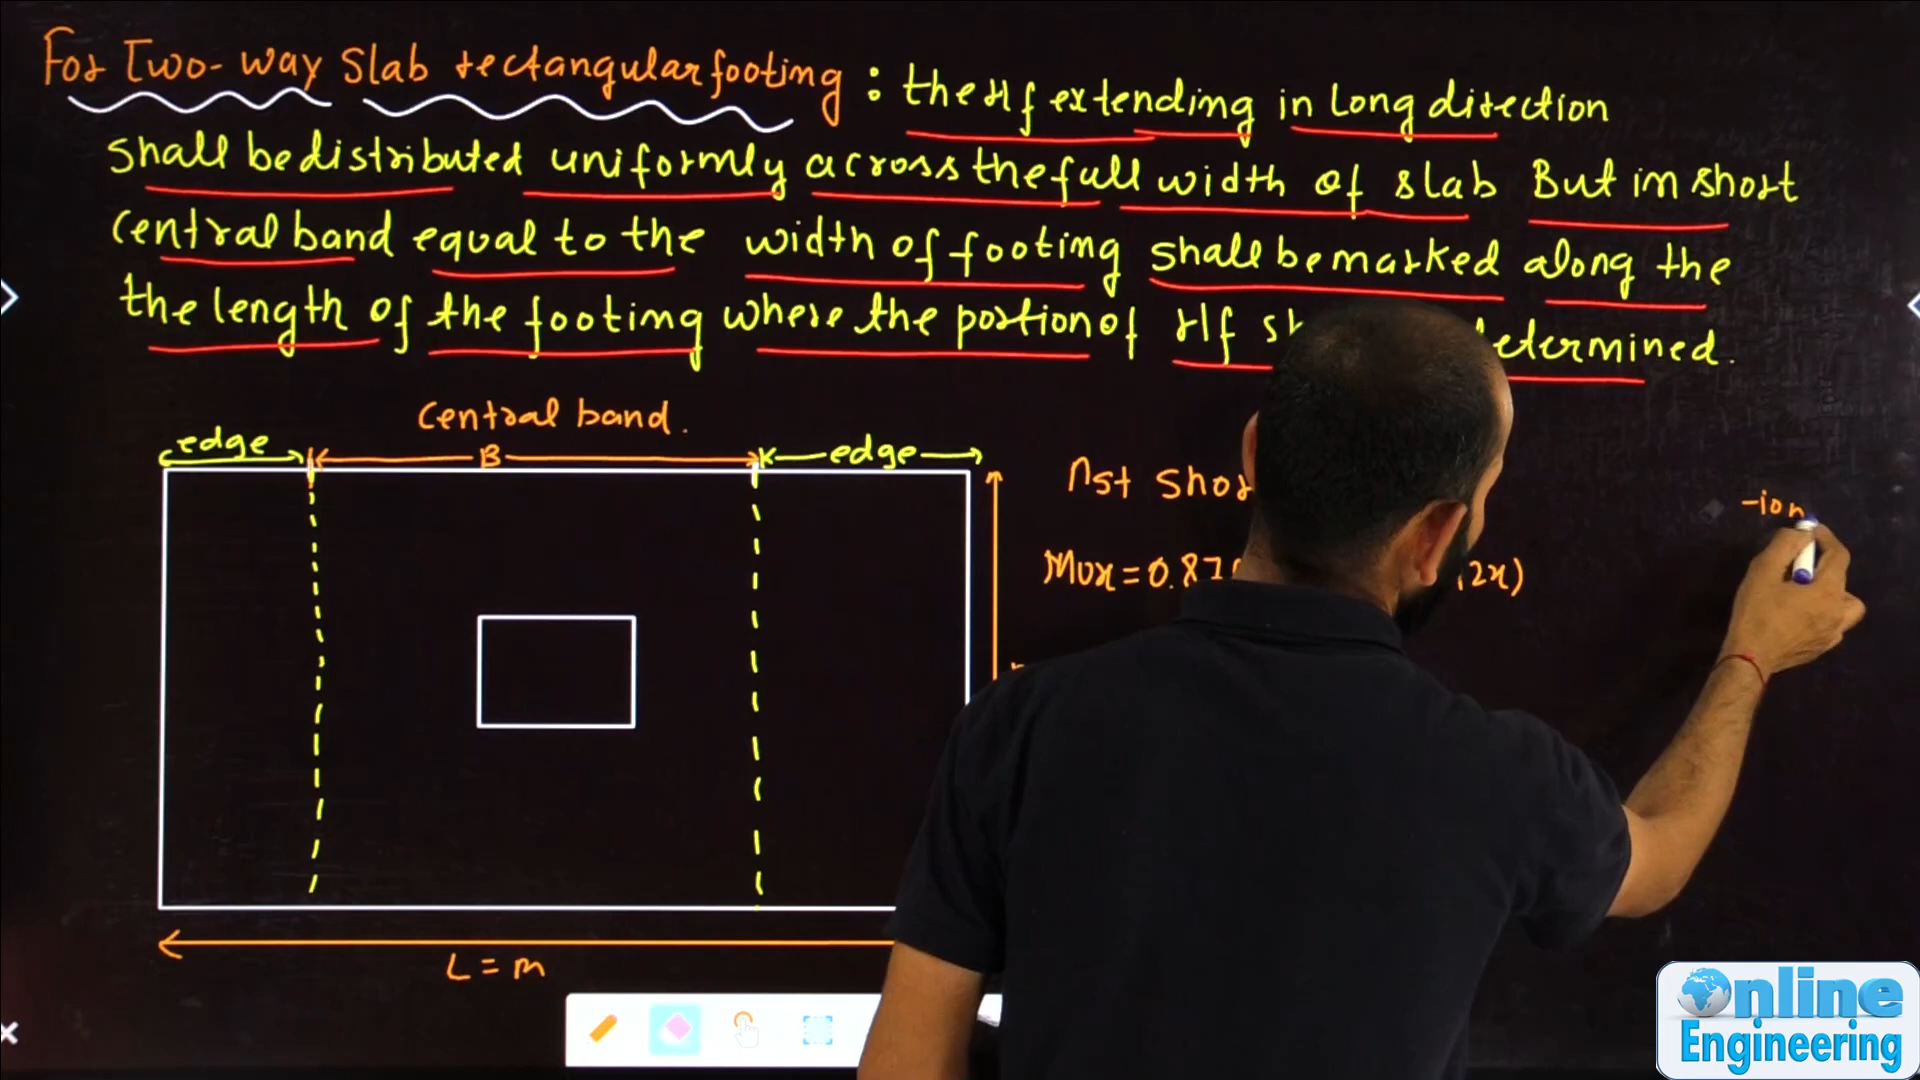 For Two-way Slab rectangular footing : the r/f extending in Long direction
Shall be distributed uniformly across the full width of slab But in short
Central band equal to the width of footing shall be marked along the
the length of the footing where the portion of r/f determined.
Central band.
edge B edge
Ast Shor
-ion
Mux = 0.87 (2x)
L = m
Online
Engineering